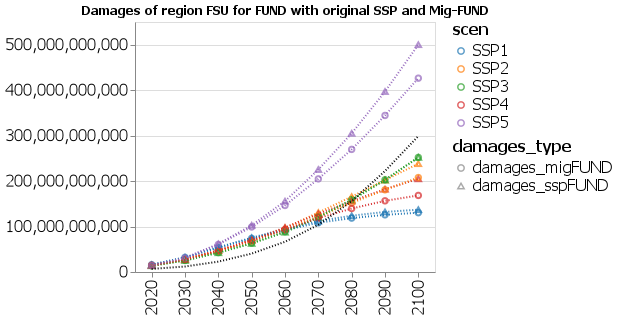 Damages of region FSU for FUND with original SSP and Mig-FUND
500,000,000,000
400,000,000,000
300,000,000,000
200,000,000,000
100,000,000,000
0
2020
2030
2040
2050
2060
2070
2080
2090
2100
scen
SSP1
SSP2
SSP3
SSP4
SSP5
damages_type
damages_migFUND
damages_sspFUND